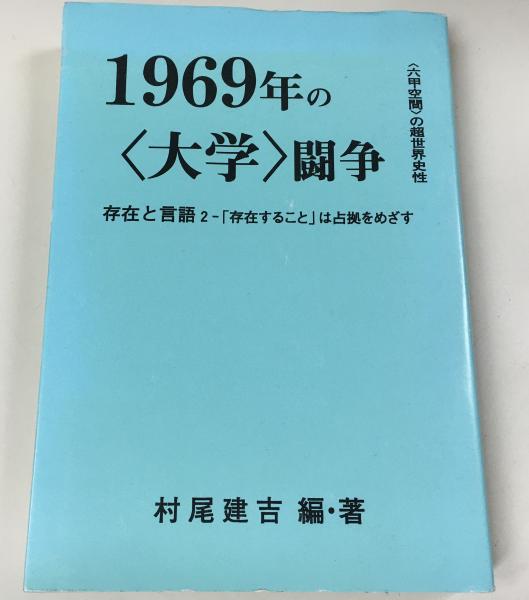 1969年の
〈大学〉闘争
〈六甲空間〉の超世界史性
存在と言語 2-「存在すること」は占拠をめざす
村尾建吉 編・著